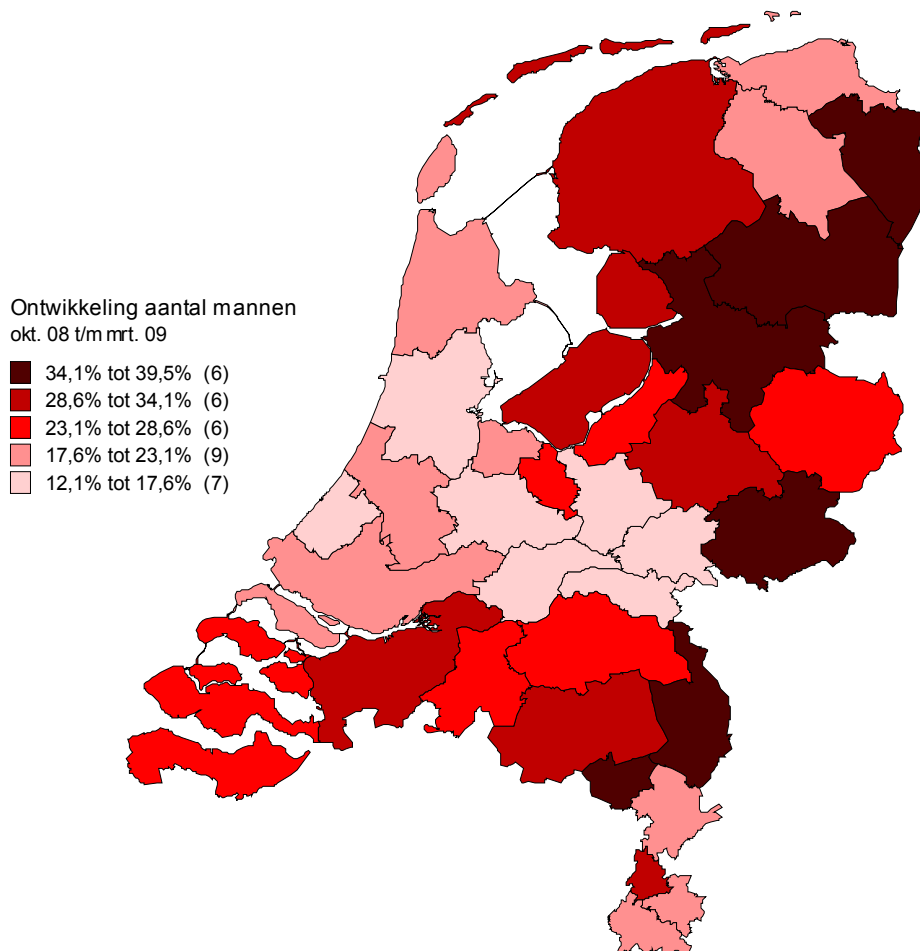 Ontwikkeling aantal mannen
okt. 08 t/m mrt. 09
34,1% tot 39,5% (6)
28,6% tot 34,1% (6)
23,1% tot 28,6% (6)
17,6% tot 23,1% (9)
12,1% tot 17,6% (7)